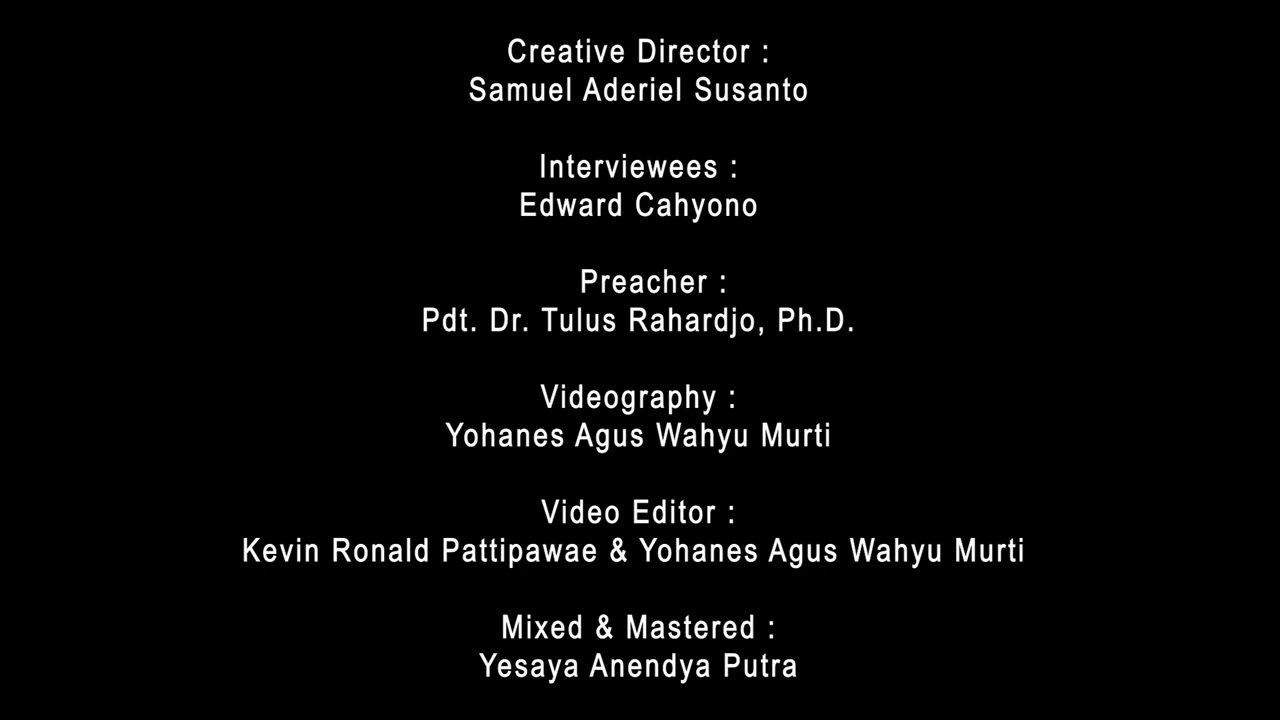 Creative Director :
Samuel Aderiel Susanto
Interviewees :
Edward Cahyono
Preacher :
Pdt. Dr. Tulus Rahardjo, Ph.D.
Videography :
Yohanes Agus Wahyu Murti
Video Editor :
Kevin Ronald Pattipawae & Yohanes Agus Wahyu Murti
Mixed & Mastered :
Yesaya Anendya Putra